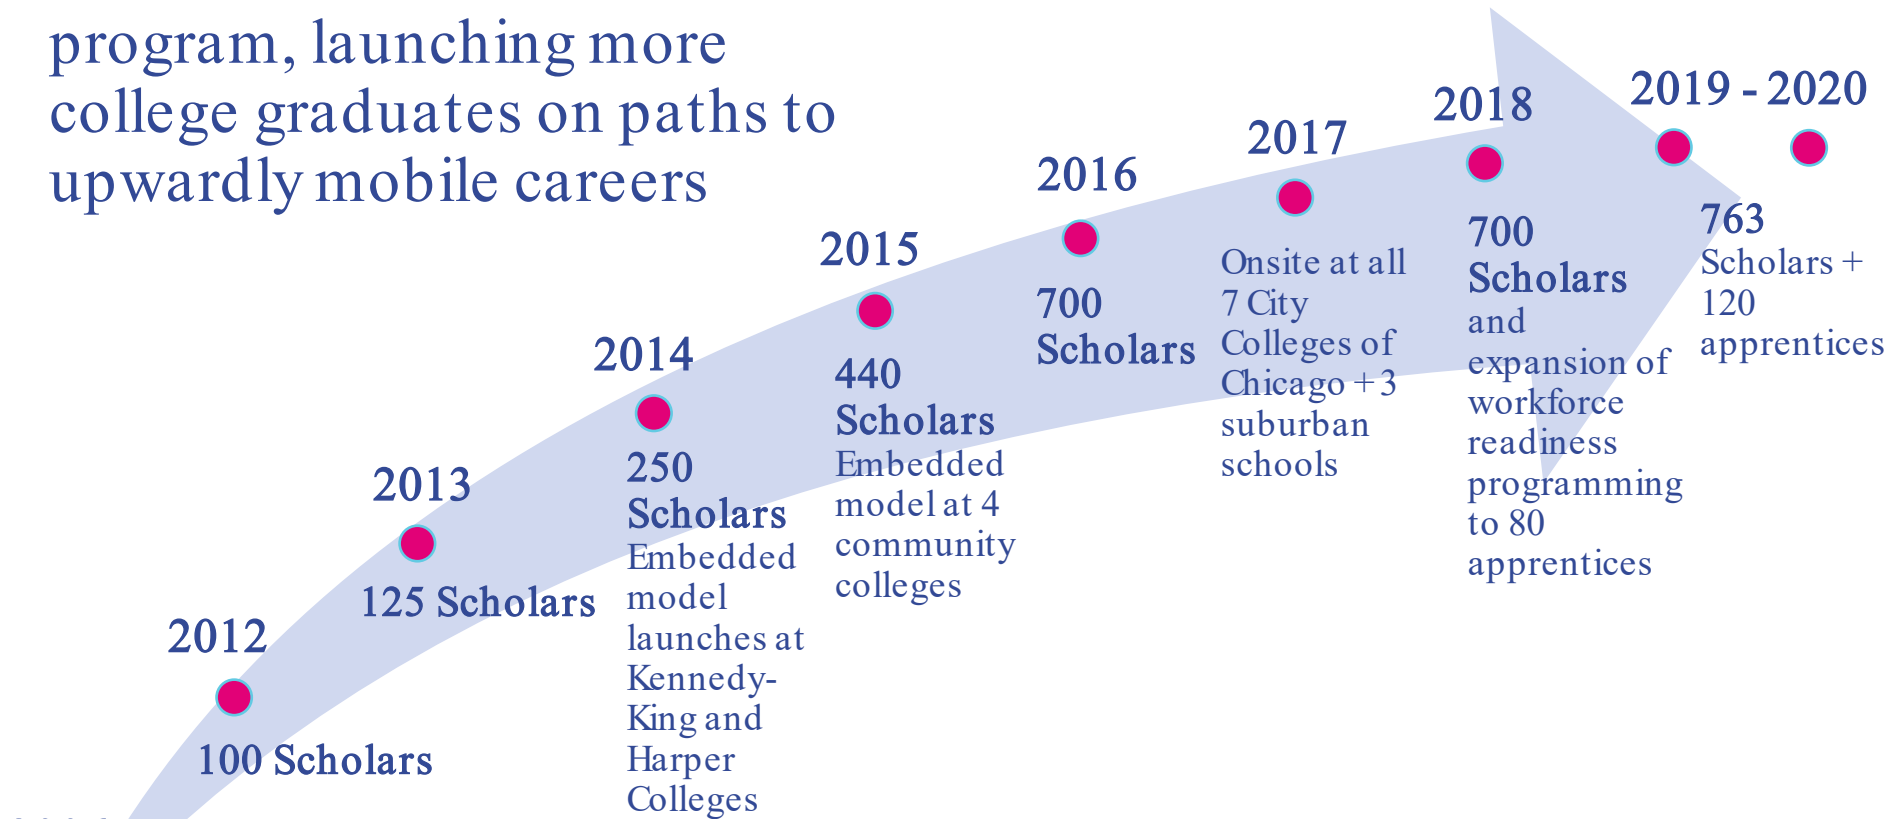 program, launching more
college graduates on paths to
upwardly mobile careers
2012
100 Scholars
2013
125 Scholars
2014
250
Scholars
Embedded
model
launches at
Kennedy-
King and
Harper
Colleges
2015
440
Scholars
Embedded
model at 4
community
colleges
2016
700
Scholars
2017
Onsite at all
7 City
Colleges of
Chicago + 3
suburban
schools
2018
700
Scholars
and
expansion of
workforce
readiness
programming
to 80
apprentices
2019 - 2020
763
Scholars +
120
apprentices